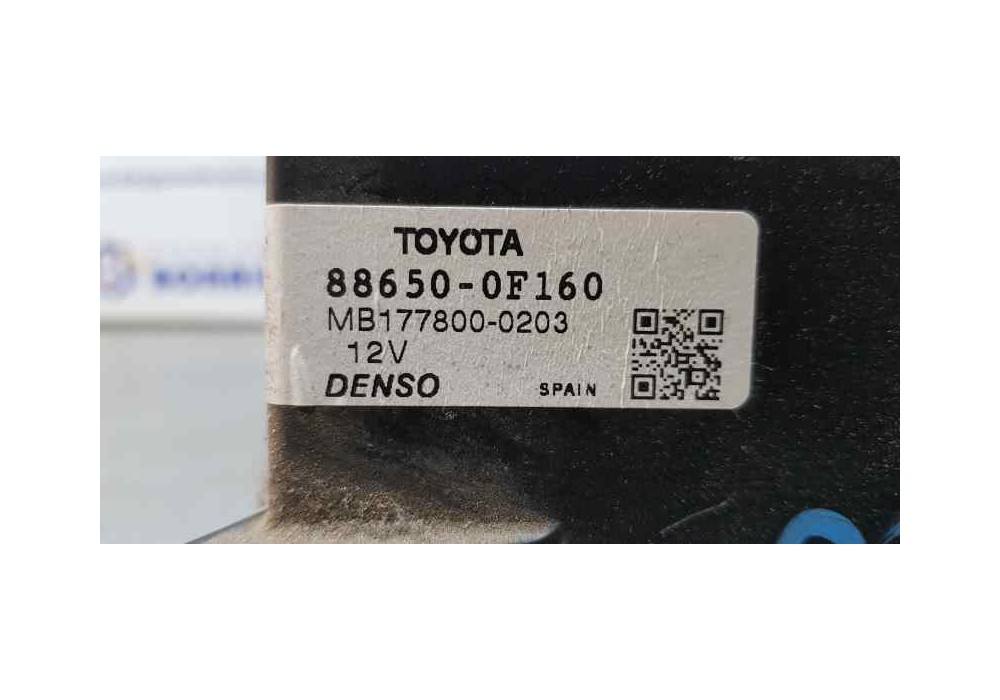 TOYOTA
88650-0F160
MB177800-0203
12V
DENSO SPAIN